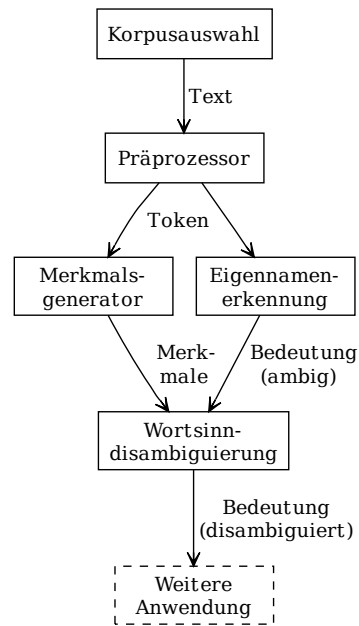 Korpusauswahl
Text
Präprozessor
Token
Merkmals-
generator
Eigennamen-
erkennung
Merk-
male
Bedeutung
(ambig)
Wortsinn-
disambiguierung
Bedeutung
(disambiguiert)
Weitere
Anwendung